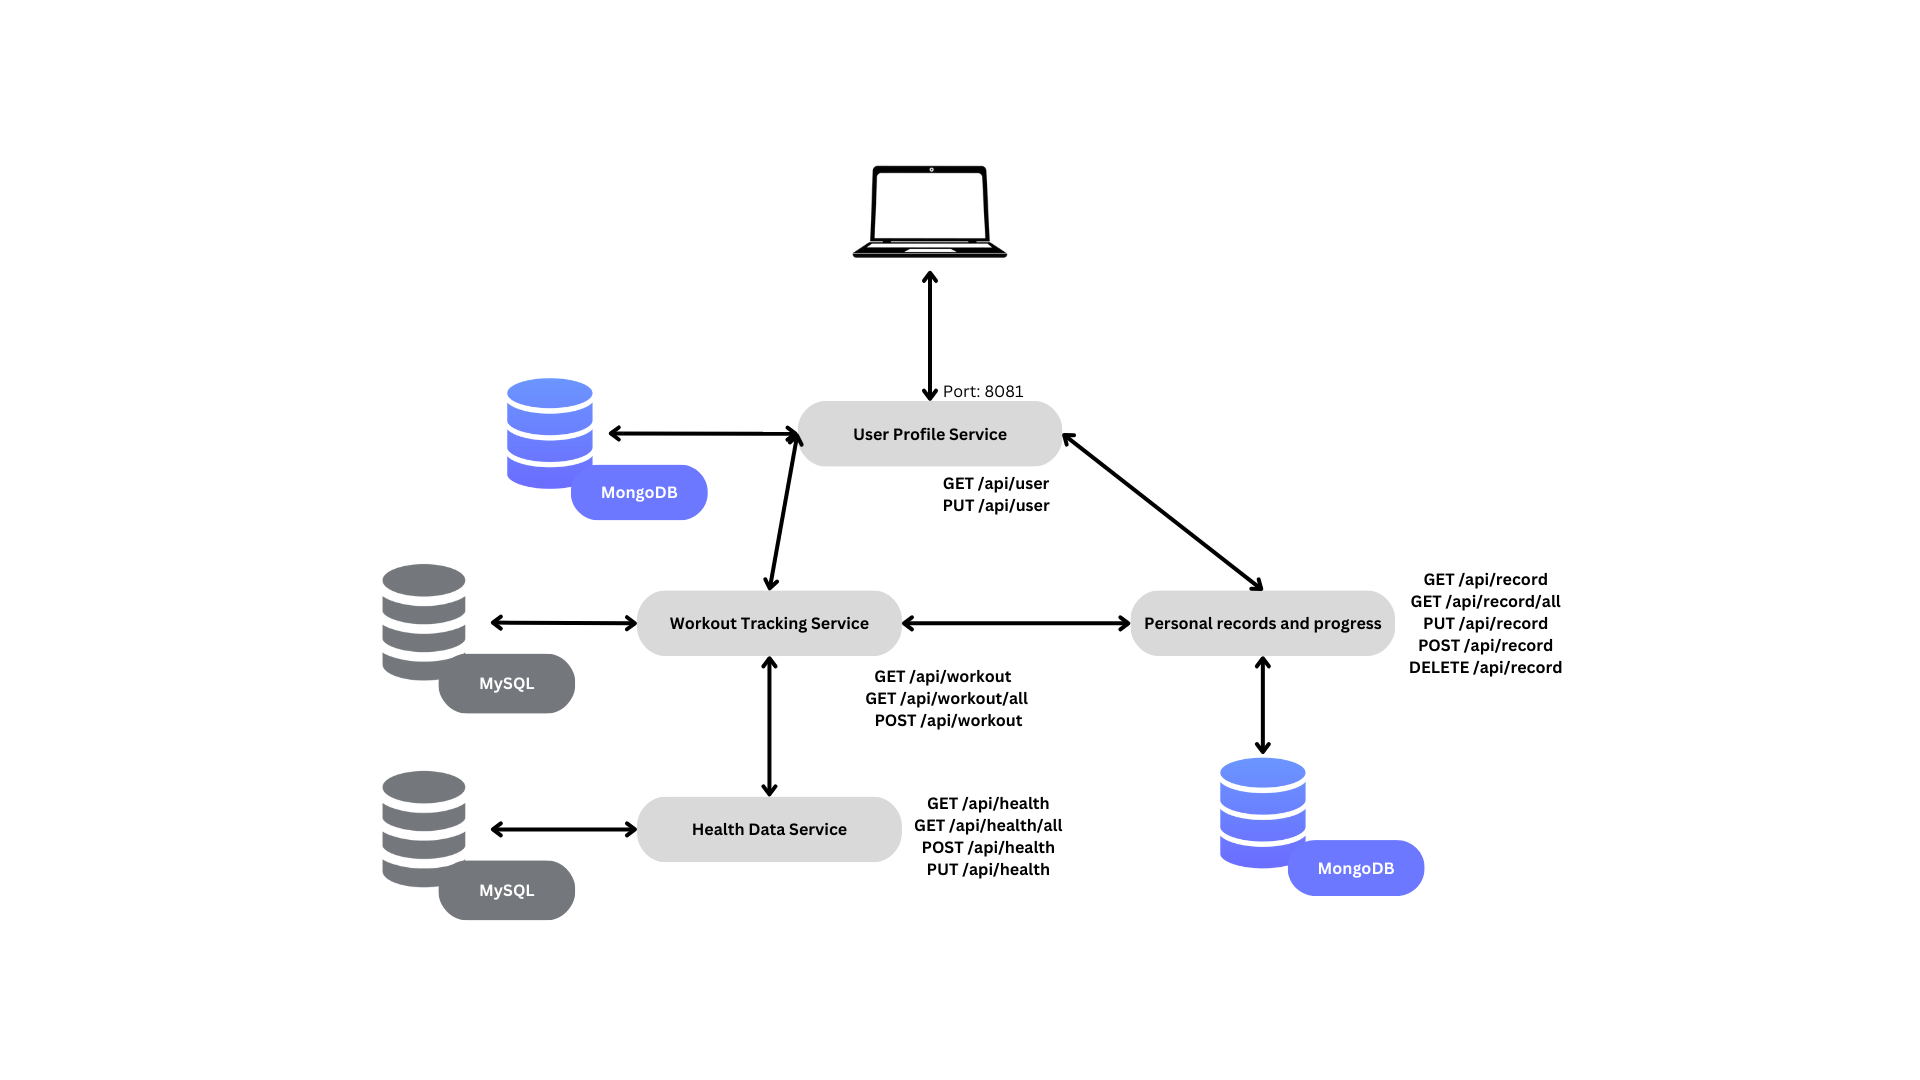 Port: 8081
User Profile Service
GET /api/user
PUT /api/user
MongoDB
Workout Tracking Service
Personal records and progress
GET /api/record
GET /api/record/all
PUT /api/record
POST /api/record
DELETE /api/record
MySQL
GET /api/workout
GET /api/workout/all
POST /api/workout
Health Data Service
GET /api/health
GET /api/health/all
POST /api/health
PUT /api/health
MongoDB
MySQL